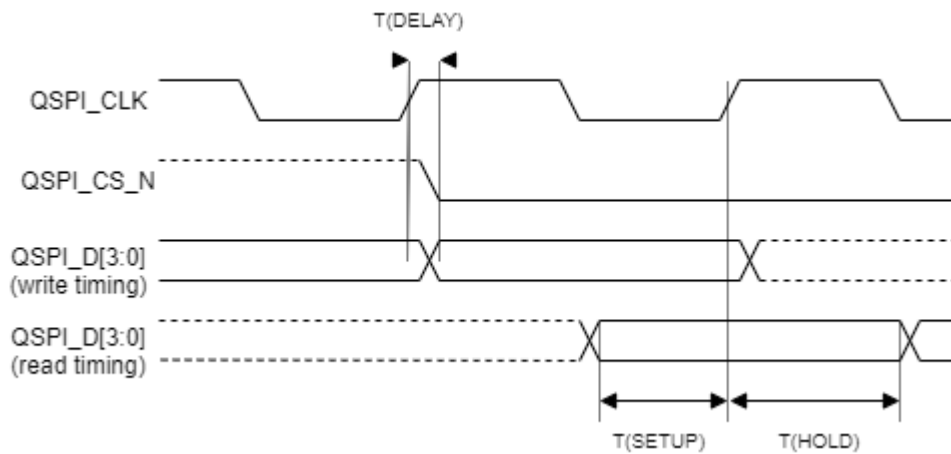 T(DELAY)
QSPI_CLK
QSPI_CS_N
QSPI_D[3:0]
(write timing)
QSPI_D[3:0]
(read timing)
T(SETUP)
T(HOLD)